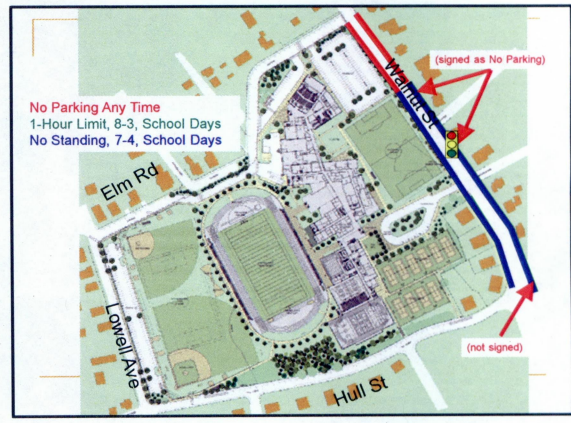 (signed as No Parking)
Walnut St
No Parking Any Time
1-Hour Limit, 8-3, School Days
No Standing, 7-4, School Days
Elm Rd
Lowell Ave
(not signed)
Hull St